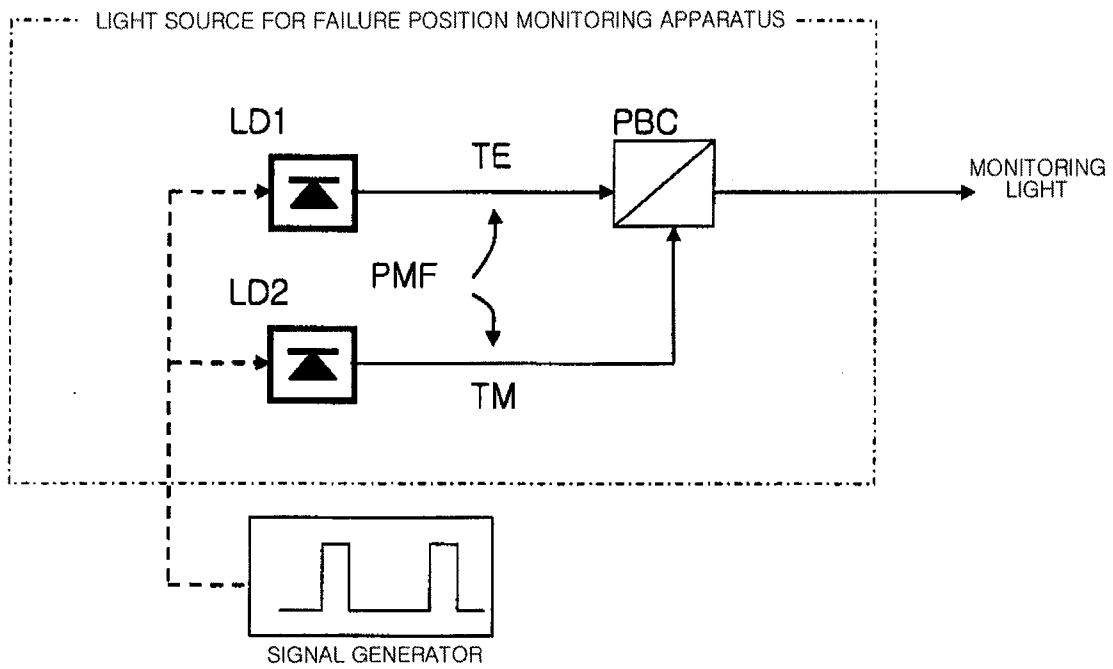 LIGHT SOURCE FOR FAILURE POSITION MONITORING APPARATUS
LD1
TE
PBC
MONITORING
LIGHT
PMF
LD2
TM
SIGNAL GENERATOR